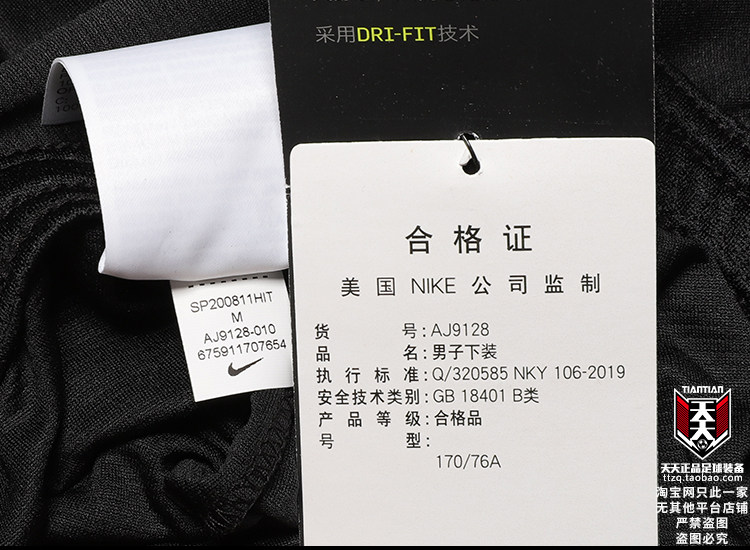 采用DRI-FIT技术
合格证
美国 NIKE 公司监制
货号:AJ9128
品名:男子下装
执行标准:Q/320585 NKY 106-2019
安全技术类别:GB 18401 B类
产品等级:合格品
号型:
170/76A
SP200811HIT
M
AJ9128-010
675911707654
TIANTIAN
天天
天天正品足球装备
ttzq.taobao.com
淘宝网只此一家
无其他平台店铺
严禁盗图
盗图必究